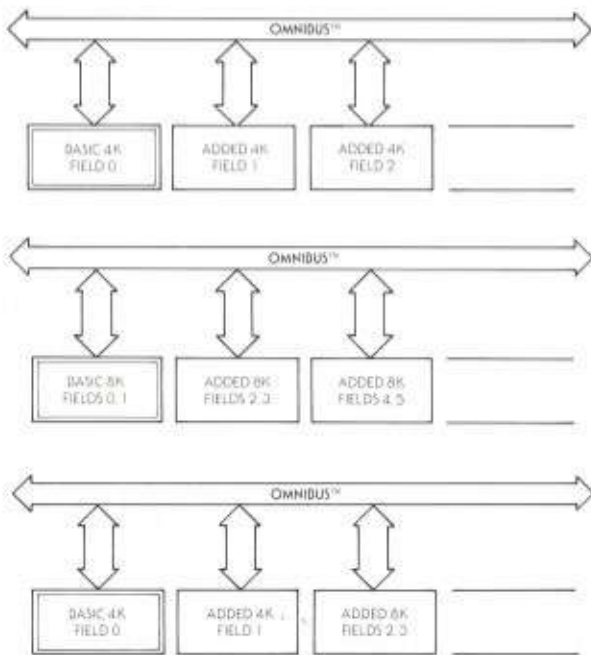 OMNIBUS™
BASIC 4K
FIELD 0
ADDED 4K
FIELD 1
ADDED 4K
FIELD 2
OMNIBUS™
BASIC 8K
FIELDS 0, 1
ADDED 8K
FIELDS 2, 3
ADDED 8K
FIELDS 4, 5
OMNIBUS™
BASIC 4K
FIELD 0
ADDED 4K
FIELD 1
ADDED 8K
FIELDS 2, 3